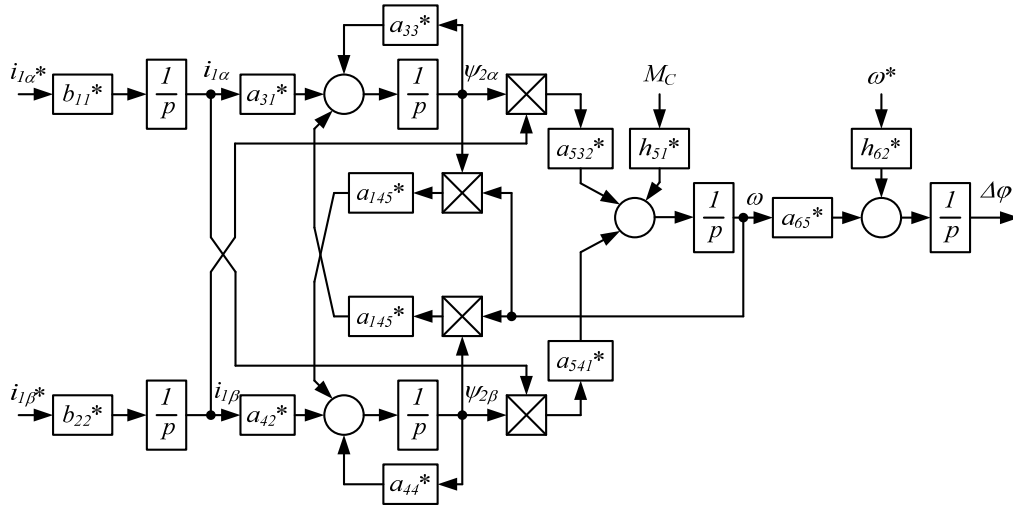 a33*
i1α*
b11*
1
p
i1α
a31*
1
p
ψ2α
MC
ω*
a532*
h51*
h62*
a145*
1
p
ω
a65*
1
p
Δφ
a145*
a541*
i1β*
b22*
1
p
i1β
a42*
1
p
ψ2β
a44*